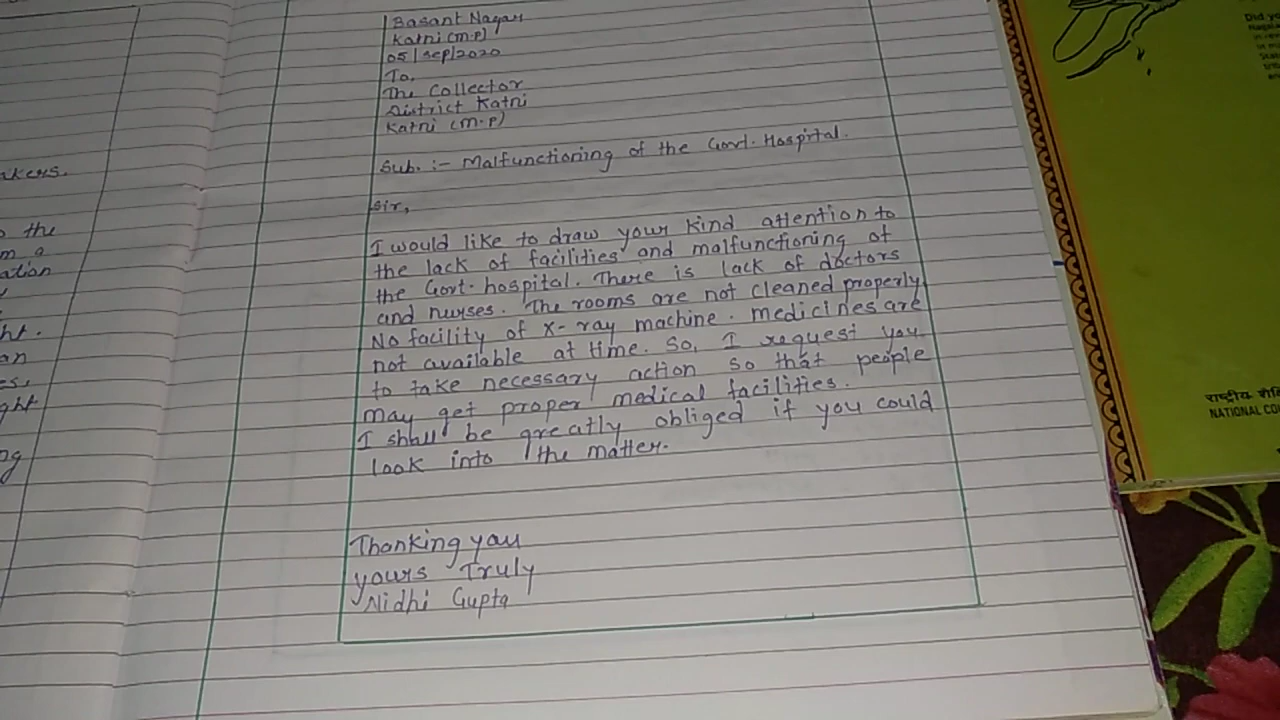 Basant Nagar
Katni (m.p)
05/Sep/2020
To,
The Collector
District Katni
Katni (m.p)
Sub. :- Malfunctioning of the Govt. Hospital.
Sir,
I would like to draw your kind attention to
the lack of facilities and malfunctioning of
the Govt. hospital. There is lack of doctors
and nurses. The rooms are not cleaned properly.
No facility of x-ray machine. medicines are
not available at time. So, I request you
to take necessary action so that people
may get proper medical facilities.
I shall be greatly obliged if you could
look into the matter.
Thanking you
yours Truly
Nidhi Gupta
the
ation
राष्ट्रीय
NATIONAL
Did